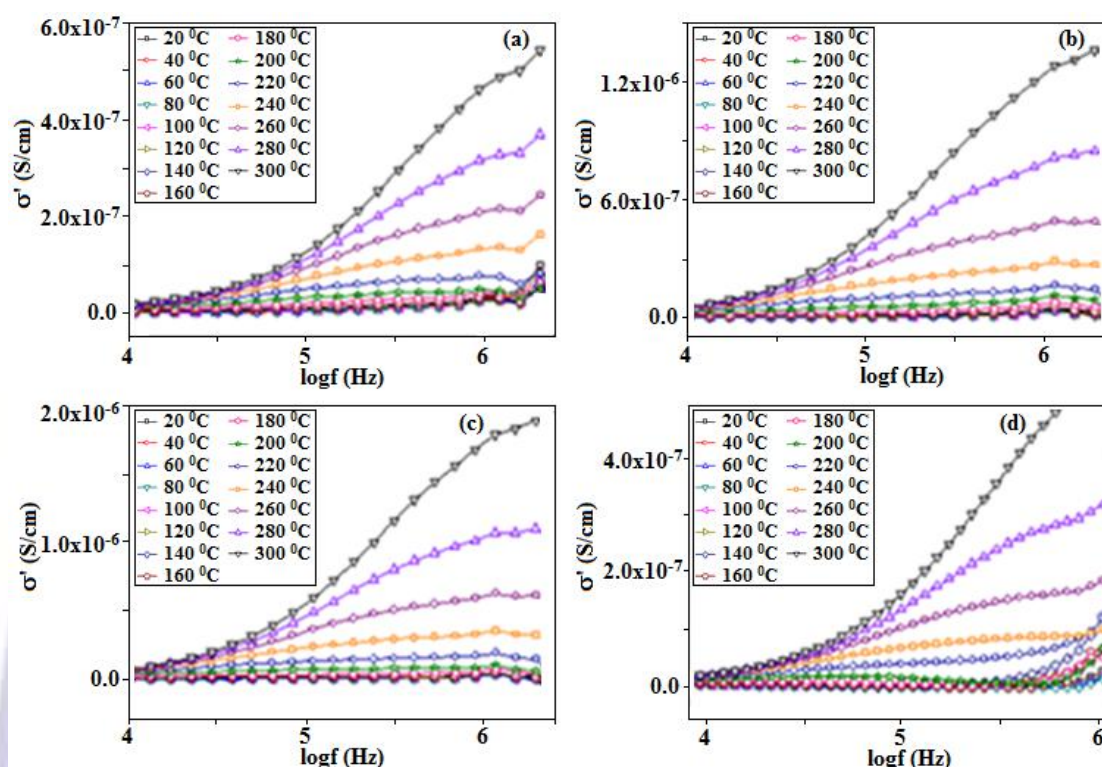 6.0x10⁻⁷
4.0x10⁻⁷
2.0x10⁻⁷
0.0
σ' (S/cm)
20 ⁰C 180 ⁰C
40 ⁰C 200 ⁰C
60 ⁰C 220 ⁰C
80 ⁰C 240 ⁰C
100 ⁰C 260 ⁰C
120 ⁰C 280 ⁰C
140 ⁰C 300 ⁰C
160 ⁰C
(a)
4 5 6
logf (Hz)
1.2x10⁻⁶
6.0x10⁻⁷
0.0
σ' (S/cm)
20 ⁰C 180 ⁰C
40 ⁰C 200 ⁰C
60 ⁰C 220 ⁰C
80 ⁰C 240 ⁰C
100 ⁰C 260 ⁰C
120 ⁰C 280 ⁰C
140 ⁰C 300 ⁰C
160 ⁰C
(b)
4 5 6
logf (Hz)
2.0x10⁻⁶
1.0x10⁻⁶
0.0
σ' (S/cm)
20 ⁰C 180 ⁰C
40 ⁰C 200 ⁰C
60 ⁰C 220 ⁰C
80 ⁰C 240 ⁰C
100 ⁰C 260 ⁰C
120 ⁰C 280 ⁰C
140 ⁰C 300 ⁰C
160 ⁰C
(c)
4 5 6
logf (Hz)
4.0x10⁻⁷
2.0x10⁻⁷
0.0
σ' (S/cm)
20 ⁰C 180 ⁰C
40 ⁰C 200 ⁰C
60 ⁰C 220 ⁰C
80 ⁰C 240 ⁰C
100 ⁰C 260 ⁰C
120 ⁰C 280 ⁰C
140 ⁰C 300 ⁰C
160 ⁰C
(d)
4 5 6
logf (Hz)